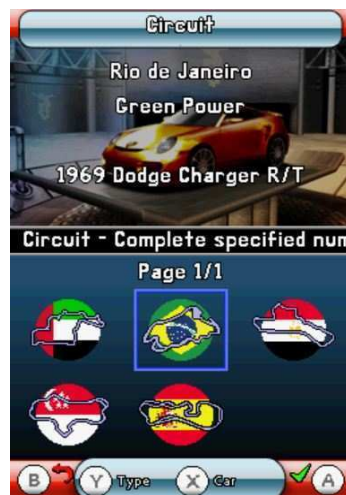 Circuit
Rio de Janeiro
Green Power
1969 Dodge Charger R/T
Circuit - Complete specified num
Page 1/1
B Y Type X Car A